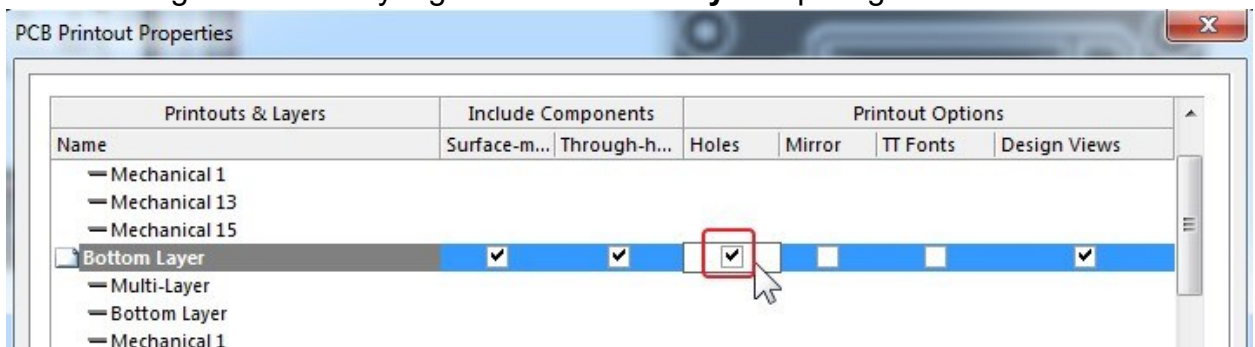 PCB Printout Properties
Printouts & Layers Include Components Printout Options
Name Surface-m... Through-h... Holes Mirror TT Fonts Design Views
Mechanical 1
Mechanical 13
Mechanical 15
Bottom Layer
Multi-Layer
Bottom Layer
Mechanical 1